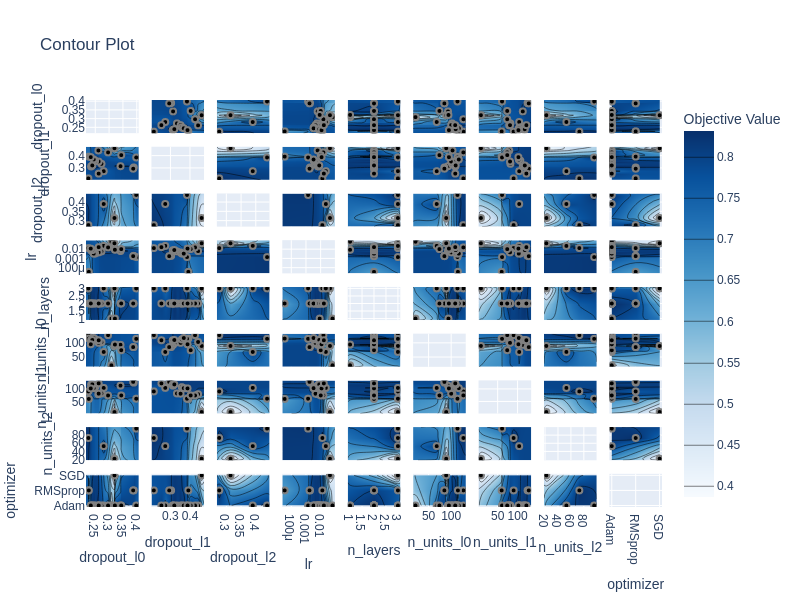 Contour Plot
Objective Value
0.8
0.75
0.7
0.65
0.6
0.55
0.5
0.45
0.4
dropout_l0
0.4
0.35
0.3
0.25
dropout_l1
0.4
0.3
dropout_l2
0.4
0.35
0.3
lr
0.01
0.001
100μ
n_layers
3
2.5
2
1.5
1
n_units_l0
100
50
n_units_l1
100
50
n_units_l2
80
60
40
20
optimizer
SGD
RMSprop
Adam
0.25
0.3
0.35
0.4
dropout_l0
0.3
0.4
dropout_l1
0.3
0.35
0.4
dropout_l2
100μ
0.001
0.01
lr
1
1.5
2
2.5
3
n_layers
50
100
n_units_l0
50
100
n_units_l1
20
40
60
80
n_units_l2
Adam
RMSprop
SGD
optimizer